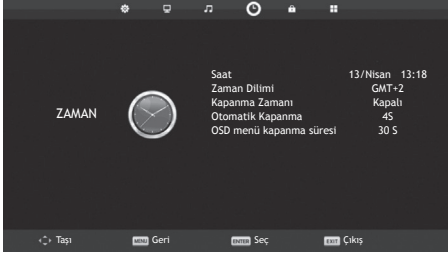 Saat 13/Nisan 13:18
Zaman Dilimi GMT+2
Kapanma Zamanı Kapalı
ZAMAN
Otomatik Kapanma 4S
OSD menü kapanma süresi 30 S
Taşı MENU Geri ENTER Seç EXIT Çıkış